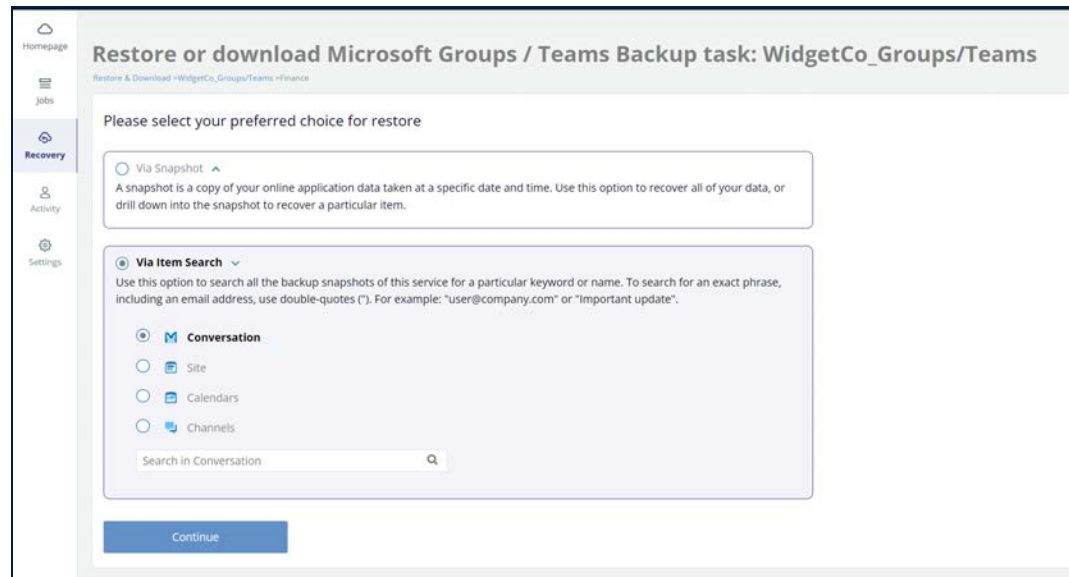 Homepage
Jobs
Recovery
Activity
Settings
Restore or download Microsoft Groups / Teams Backup task: WidgetCo_Groups/Teams
Restore & Download >WidgetCo_Groups/Teams >Finance
Please select your preferred choice for restore
Via Snapshot
A snapshot is a copy of your online application data taken at a specific date and time. Use this option to recover all of your data, or
drill down into the snapshot to recover a particular item.
Via Item Search
Use this option to search all the backup snapshots of this service for a particular keyword or name. To search for an exact phrase,
including an email address, use double-quotes ("). For example: "user@company.com" or "Important update".
Conversation
Site
Calendars
Channels
Search in Conversation
Continue